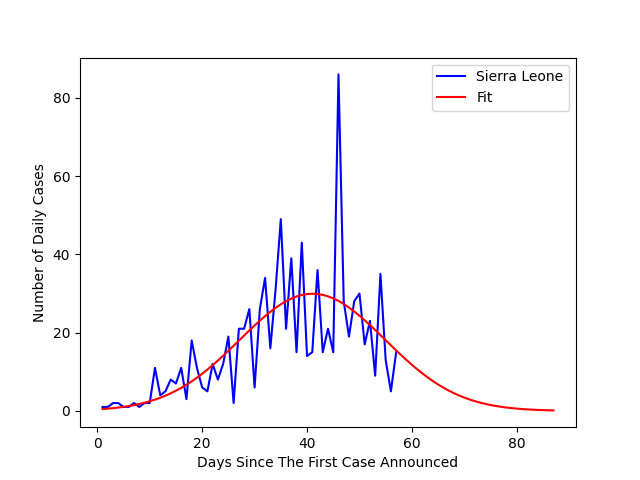 Sierra Leone
Fit
80
60
40
20
0
Number of Daily Cases
0 20 40 60 80
Days Since The First Case Announced